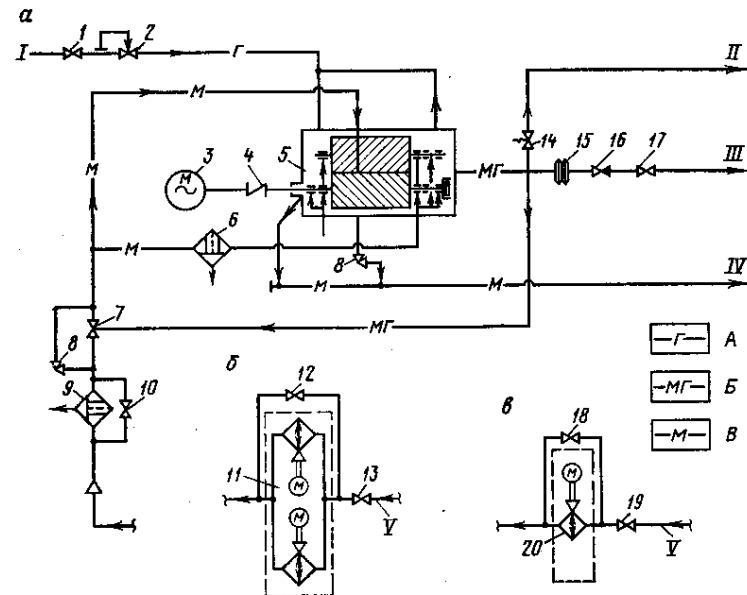 а
I 1 2 Г
II
М
3 М 4 5
МГ 14 15 16 17 III
М
М 6
8
М М IV
7 МГ
8
9 10
Г А
МГ Б
М В
б
12
11 М
М
13
V
в
18
М
19
20 V